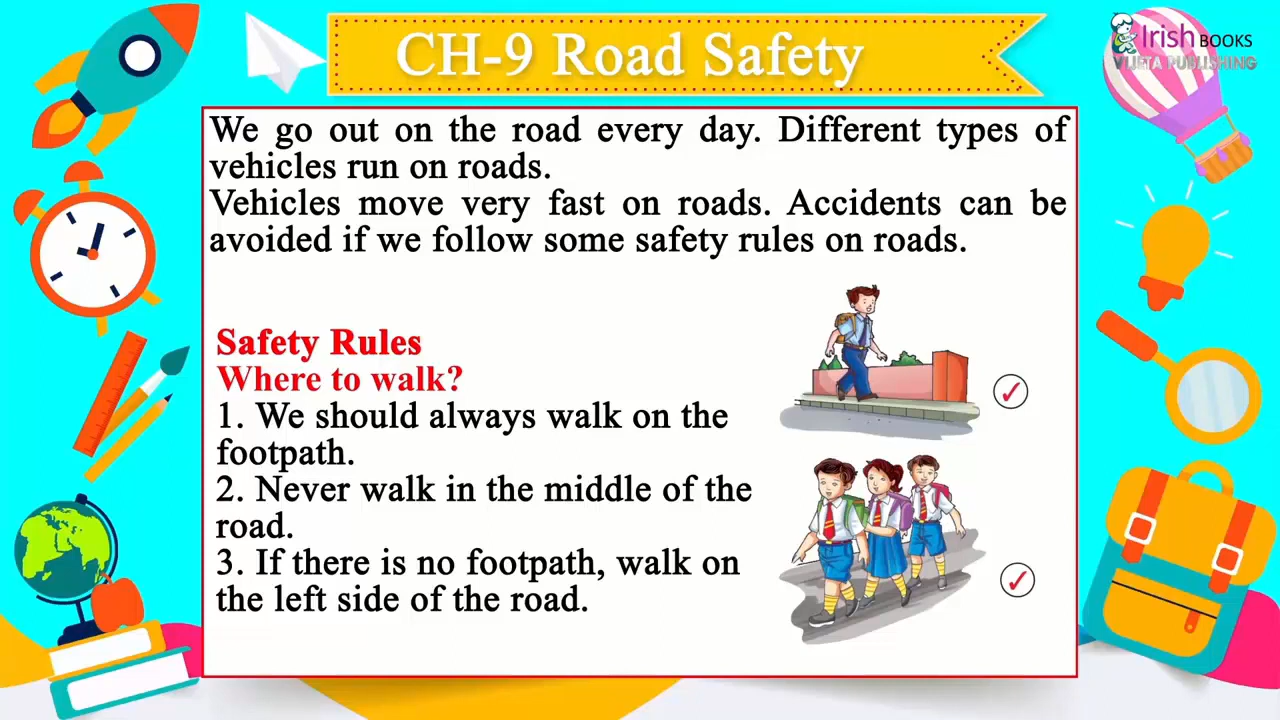 CH-9 Road Safety
Irish BOOKS
VIJETA PUBLISHING
We go out on the road every day. Different types of
vehicles run on roads.
Vehicles move very fast on roads. Accidents can be
avoided if we follow some safety rules on roads.
Safety Rules
Where to walk?
1. We should always walk on the
footpath.
2. Never walk in the middle of the
road.
3. If there is no footpath, walk on
the left side of the road.